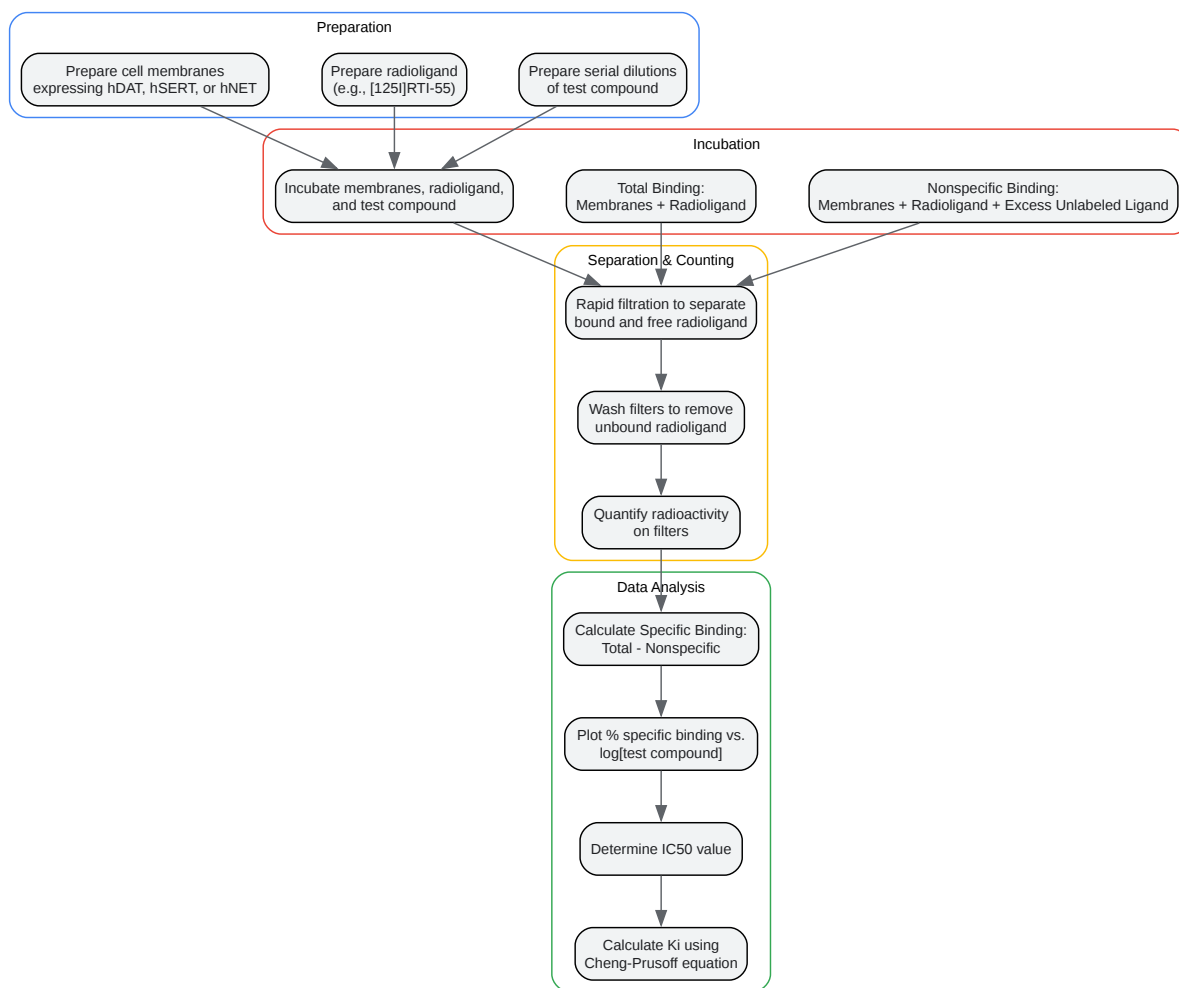 Preparation
Prepare cell membranes
expressing hDAT, hSERT, or hNET
Prepare radioligand
(e.g., [125I]RTI-55)
Prepare serial dilutions
of test compound
Incubation
Incubate membranes, radioligand,
and test compound
Total Binding:
Membranes + Radioligand
Nonspecific Binding:
Membranes + Radioligand + Excess Unlabeled Ligand
Separation & Counting
Rapid filtration to separate
bound and free radioligand
Wash filters to remove
unbound radioligand
Quantify radioactivity
on filters
Data Analysis
Calculate Specific Binding:
Total - Nonspecific
Plot % specific binding vs.
log[test compound]
Determine IC50 value
Calculate Ki using
Cheng-Prusoff equation